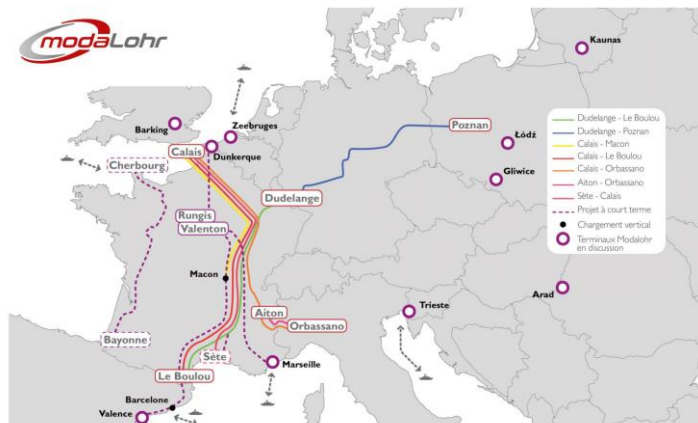 modaLohr
Kaunas
Barking
Zeebruges
Dunkerque
Calais
Cherbourg
Poznan
Łódź
Gliwice
Dudelange
Rungis
Valenton
Macon
Aiton
Orbassano
Trieste
Arad
Bayonne
Sète
Le Boulou
Marseille
Barcelone
Valence
Dudelange - Le Boulou
Dudelange - Poznan
Calais - Macon
Calais - Le Boulou
Calais - Orbassano
Aiton - Orbassano
Sète - Calais
Projet à court terme
Chargement vertical
Terminaux Modalohr
en discussion